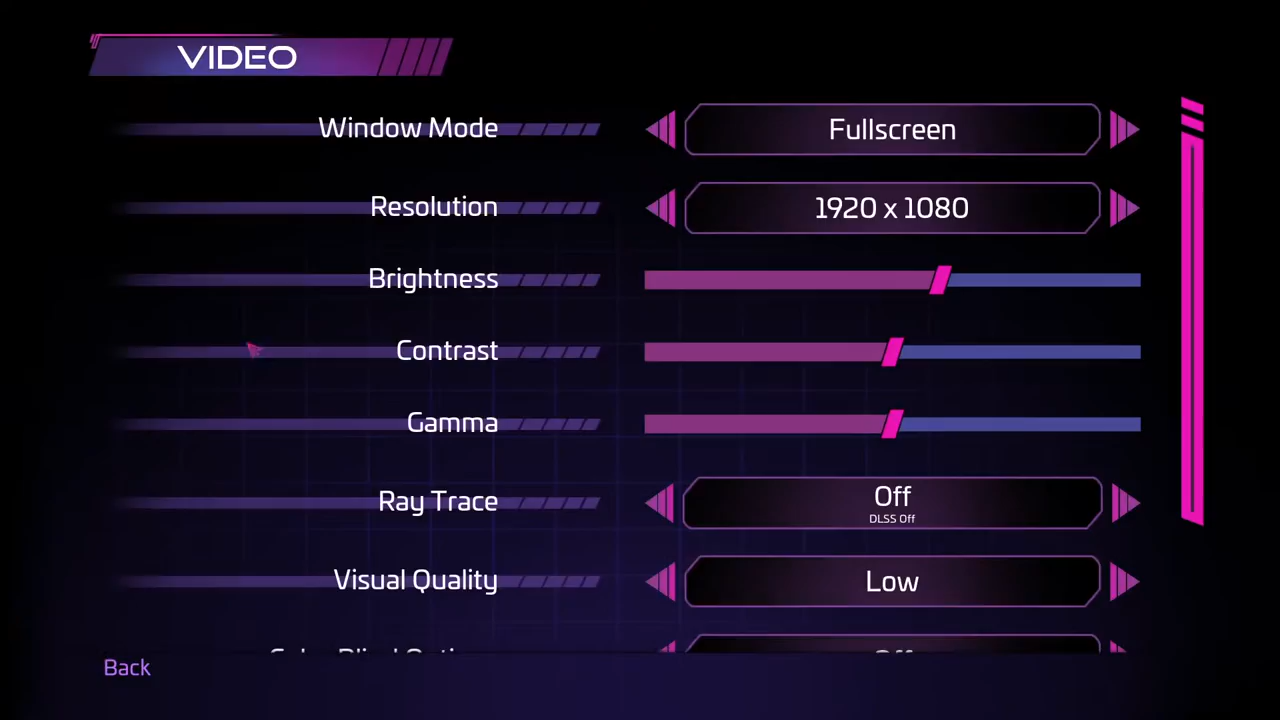 VIDEO
Window Mode
Fullscreen
Resolution
1920 x 1080
Brightness
Contrast
Gamma
Ray Trace
Off
DLSS Off
Visual Quality
Low
Back